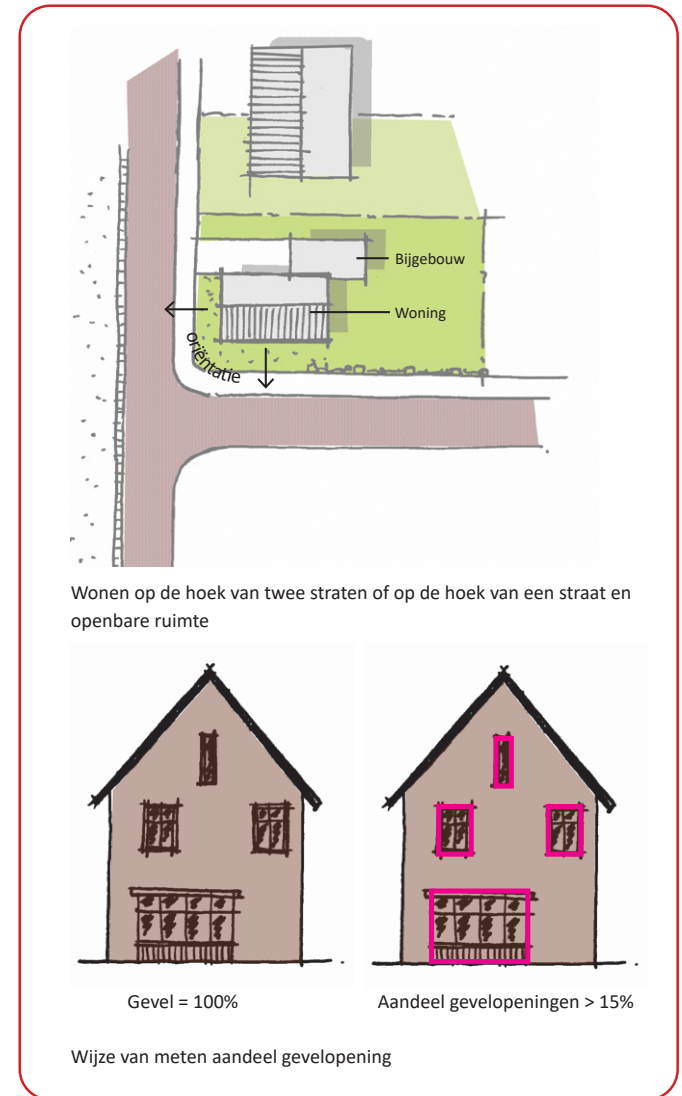 Bijgebouw
Woning
oriëntatie
Wonen op de hoek van twee straten of op de hoek van een straat en
openbare ruimte
Gevel = 100%
Aandeel gevelopeningen > 15%
Wijze van meten aandeel gevelopening